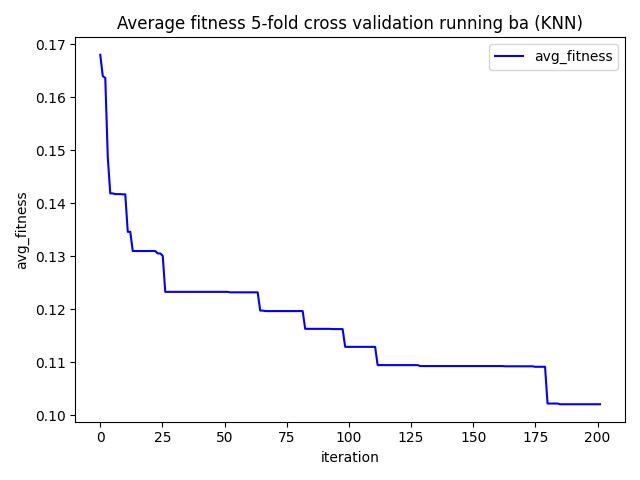 Average fitness 5-fold cross validation running ba (KNN)
avg_fitness
0.17
0.16
0.15
0.14
0.13
0.12
0.11
0.10
avg_fitness
0 25 50 75 100 125 150 175 200
iteration